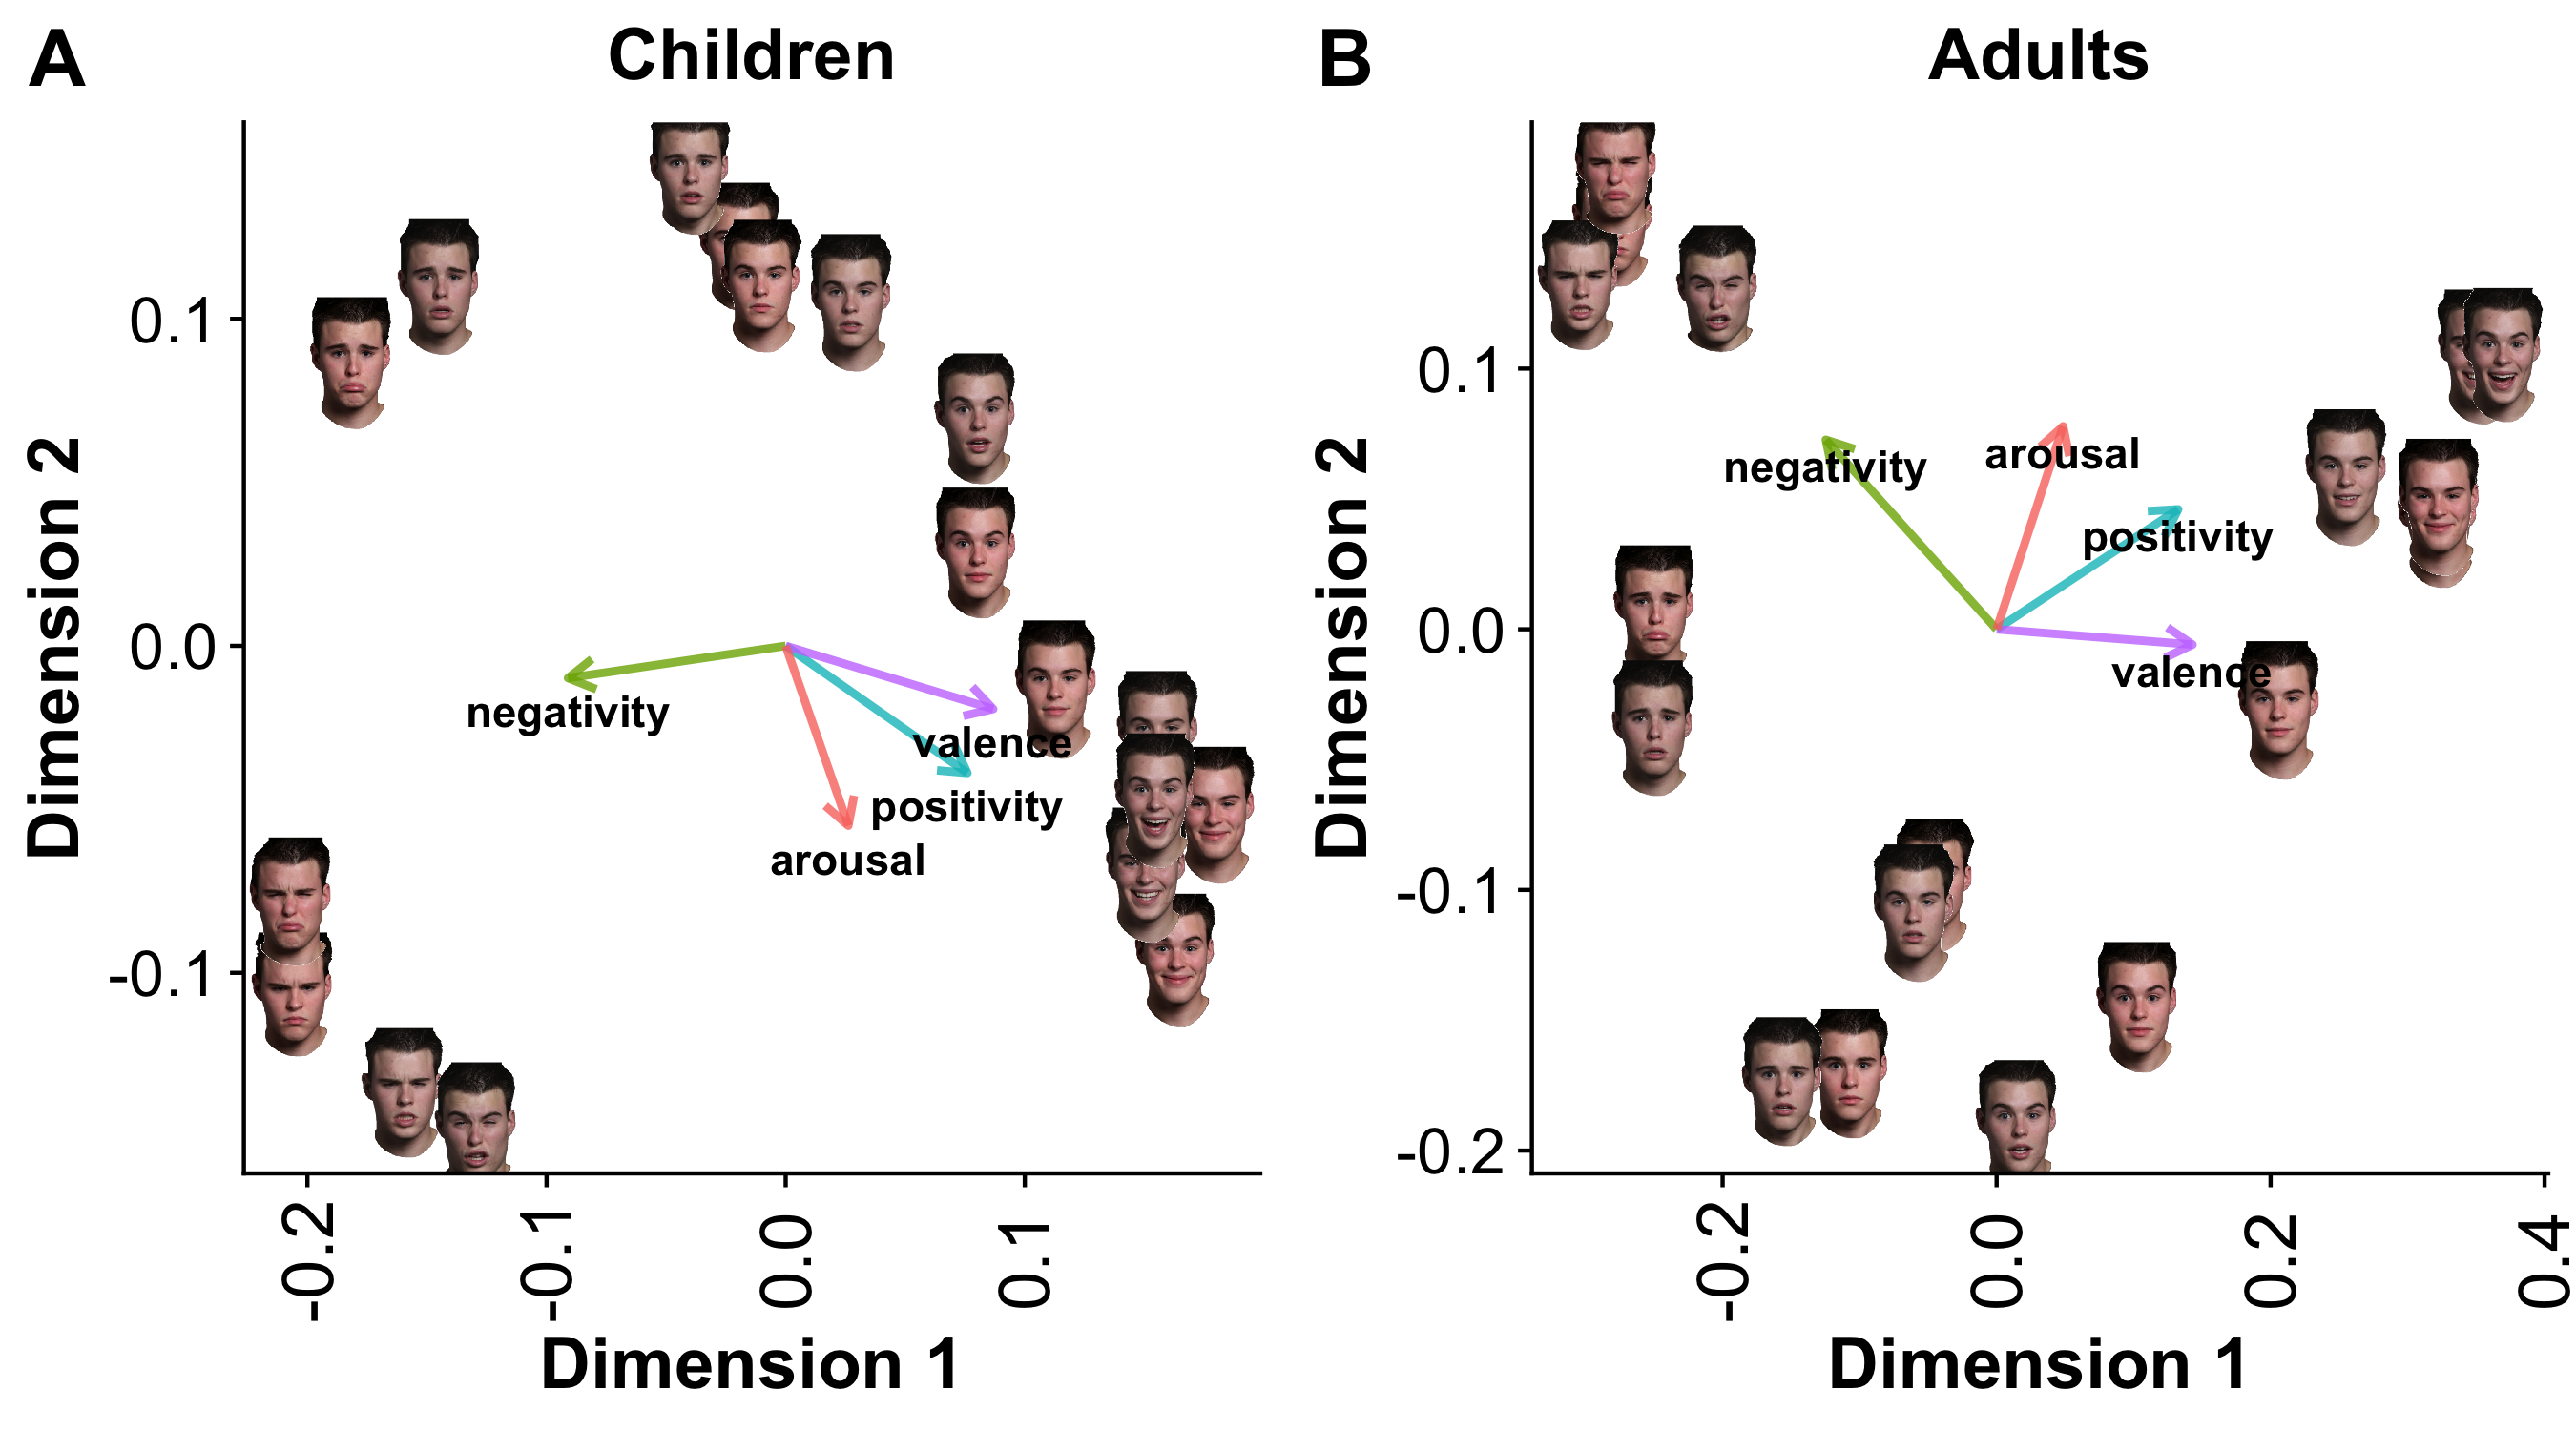 A
Children
Dimension 2
0.1
0.0
-0.1
negativity
valence
positivity
arousal
-0.2
-0.1
0.0
0.1
Dimension 1
B
Adults
Dimension 2
0.1
0.0
-0.1
-0.2
negativity
arousal
positivity
valence
-0.2
0.0
0.2
0.4
Dimension 1